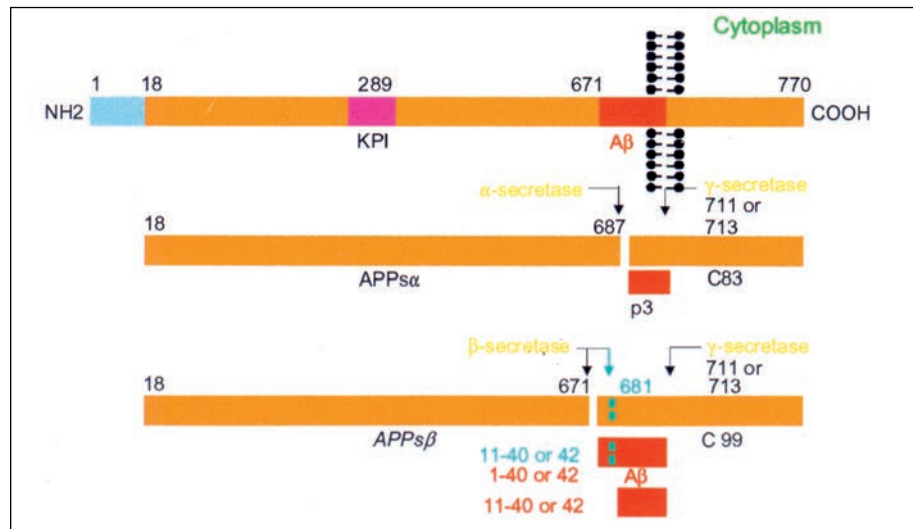 Cytoplasm
1 18 289 671 770
NH2 COOH
KPI Aβ
α-secretase γ-secretase
711 or
18 687 713
APPsα C83
p3
β-secretase γ-secretase
711 or
18 671 681 713
APPsβ C 99
11-40 or 42
1-40 or 42 Aβ
11-40 or 42